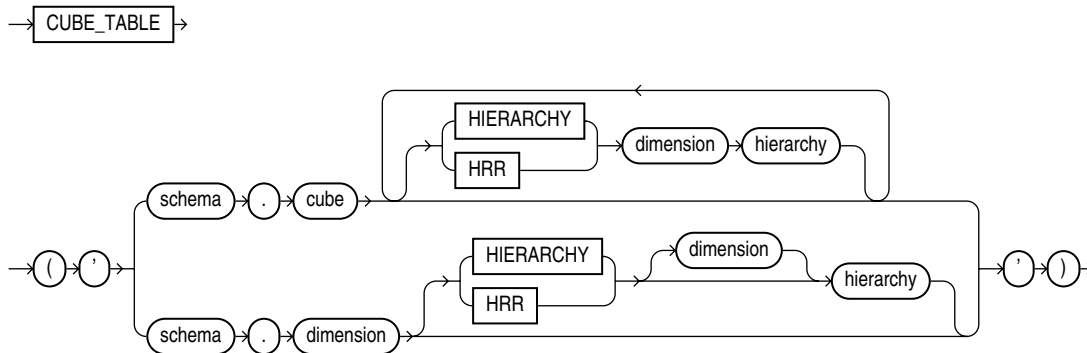 CUBE_TABLE
HIERARCHY
HRR
dimension hierarchy
schema . cube
( '
HIERARCHY
HRR
dimension
hierarchy
' )
schema . dimension